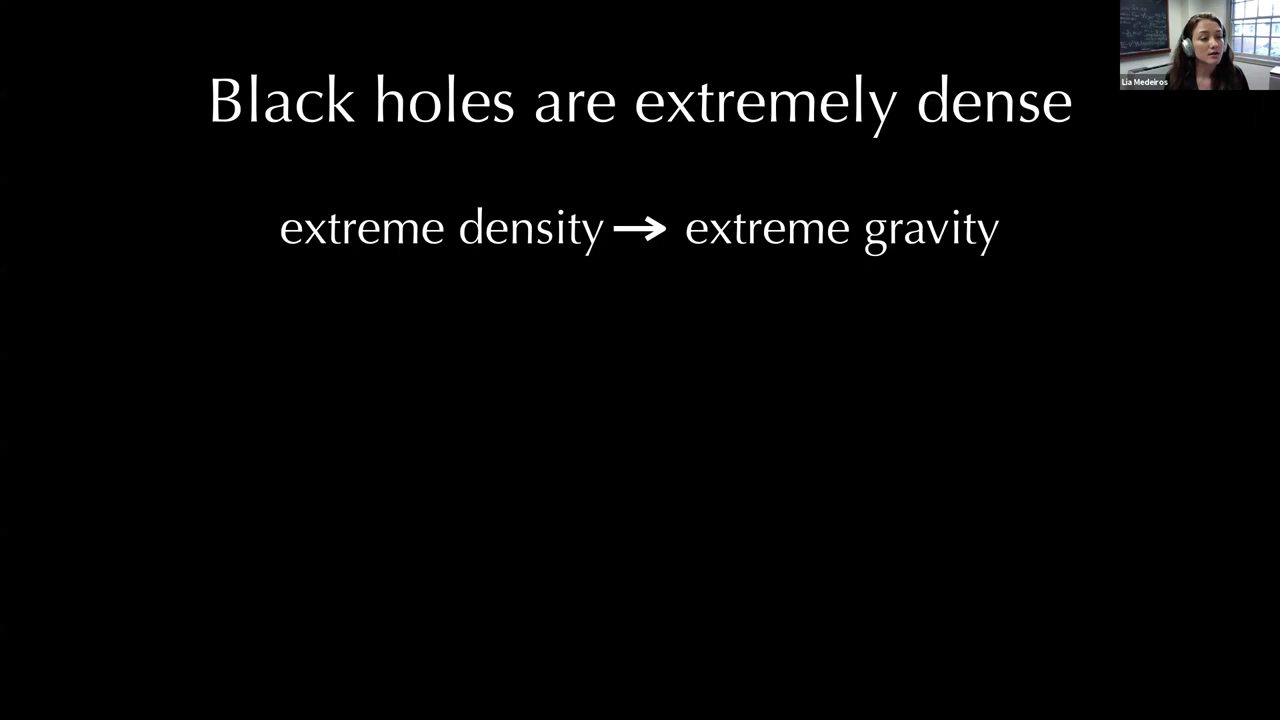 Black holes are extremely dense
extreme density → extreme gravity
Lia Medeiros